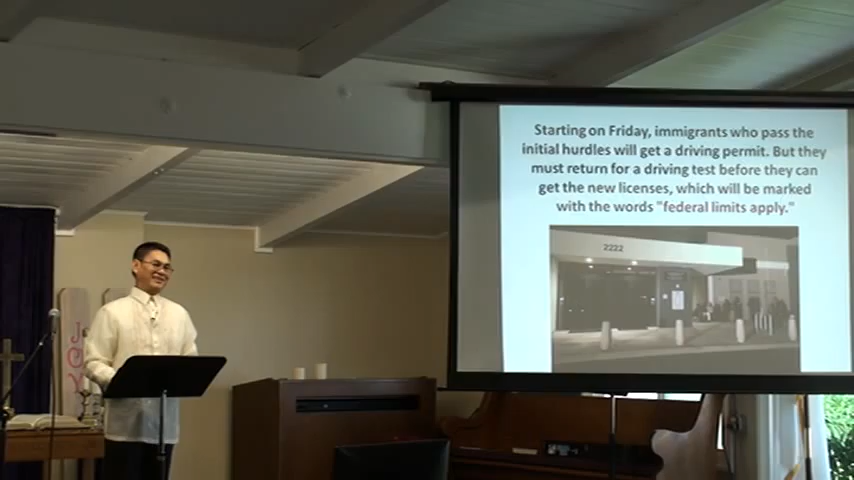 Starting on Friday, immigrants who pass the
initial hurdles will get a driving permit. But they
must return for a driving test before they can
get the new licenses, which will be marked
with the words "federal limits apply."
2222